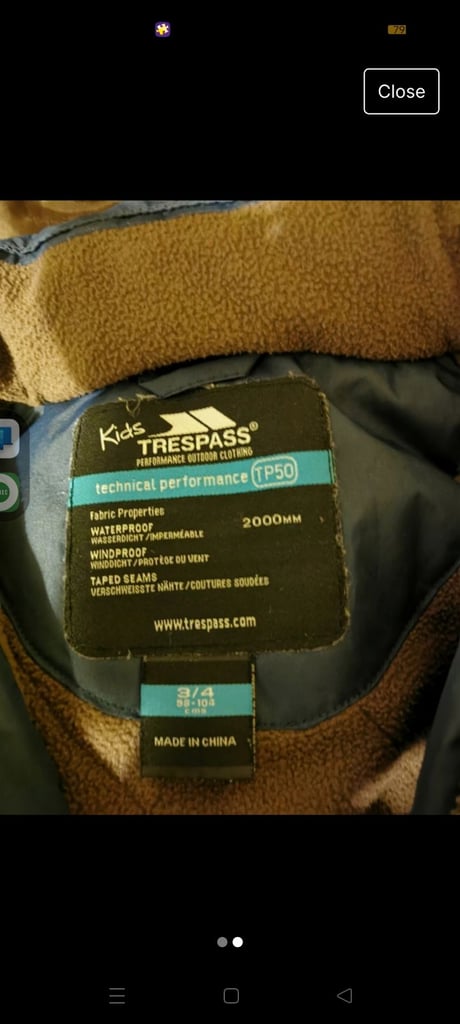 79
Close
Kids
TRESPASS®
PERFORMANCE OUTDOOR CLOTHING
technical performance TP50
Fabric Properties
WATERPROOF 2000MM
WASSERDICHT/IMPERMÉABLE
WINDPROOF
WINDDICHT/PROTÈGE DU VENT
TAPED SEAMS
VERSCHWEISSTE NÄHTE/COUTURES SOUDÉES
www.trespass.com
3/4
98-104
cms
MADE IN CHINA